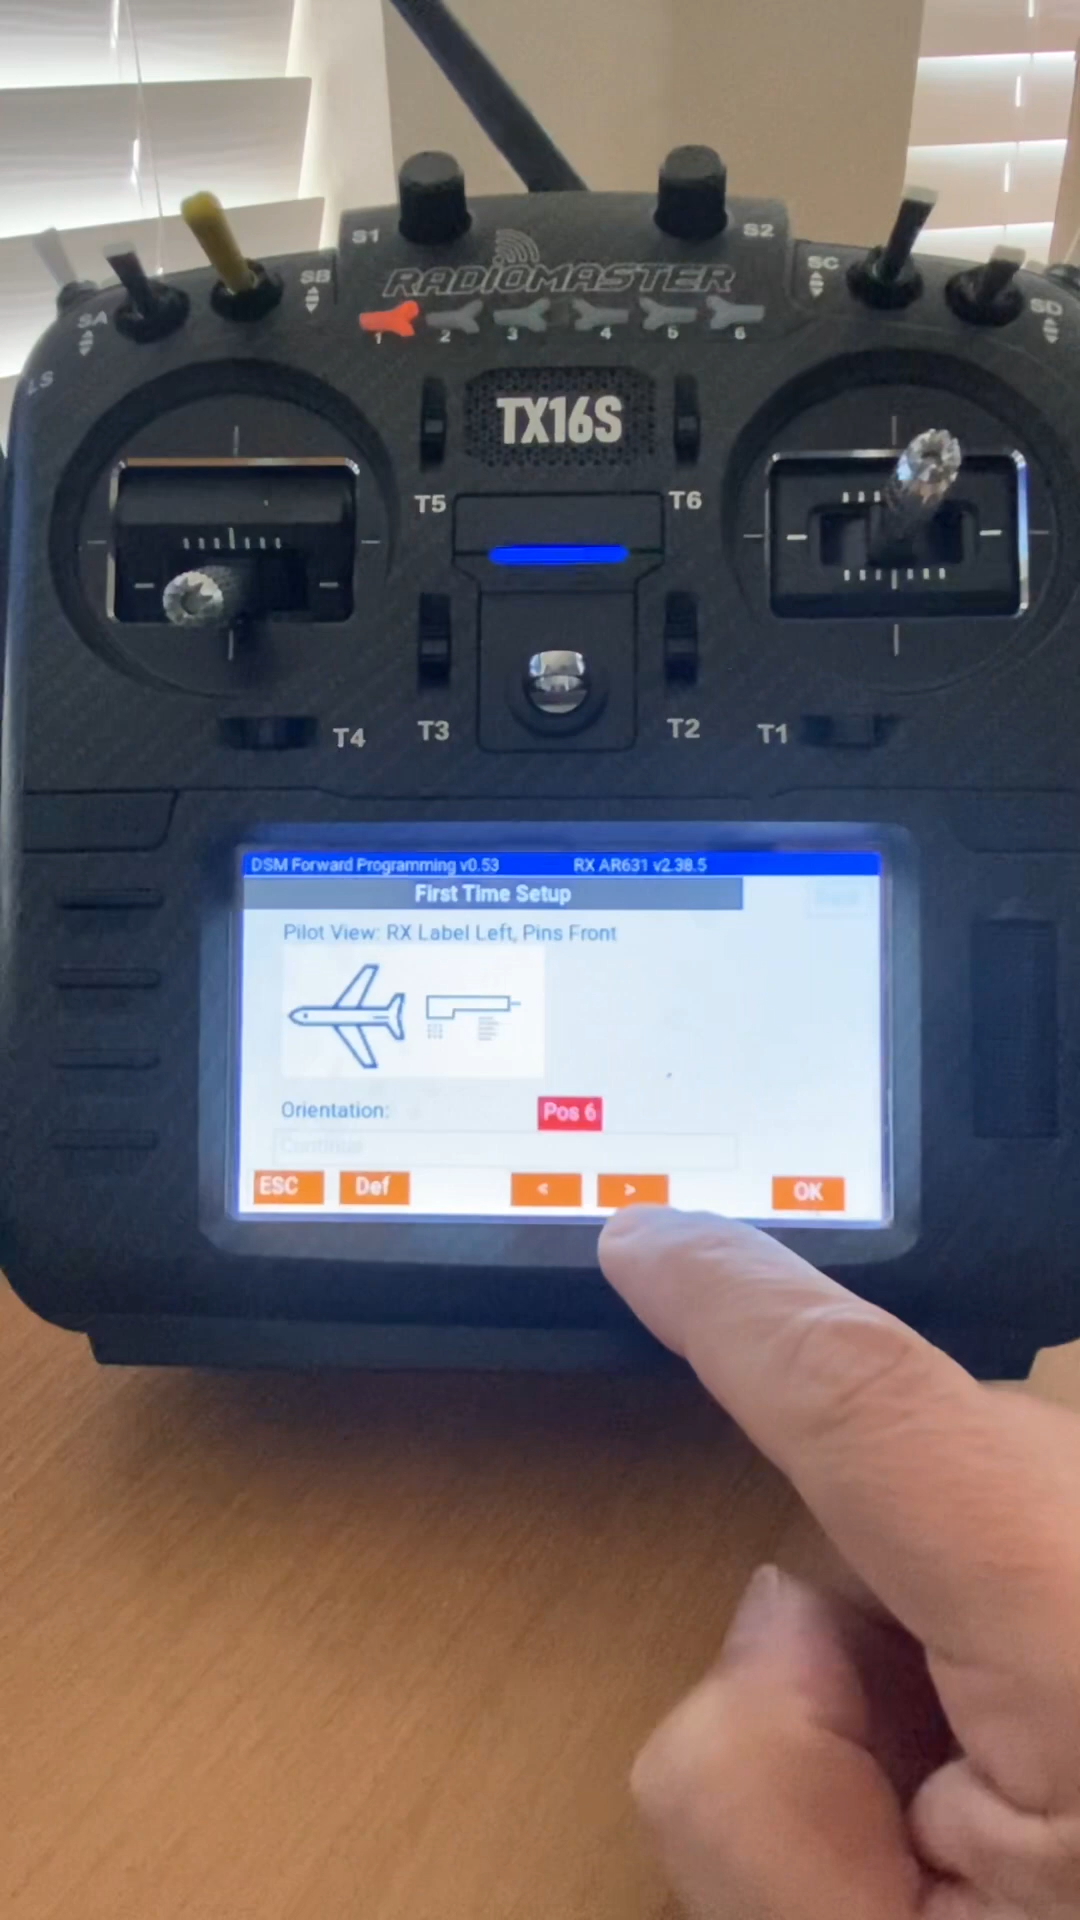 S1
S2
SB
SC
SA
SD
LS
RADIOMASTER
1 2 3 4 5 6
TX16S
T5
T6
T4
T3
T2
T1
DSM Forward Programming v0.53 RX AR631 v2.38.5
First Time Setup
Pilot View: RX Label Left, Pins Front
Orientation: Pos 6
Continue
ESC Def < > OK